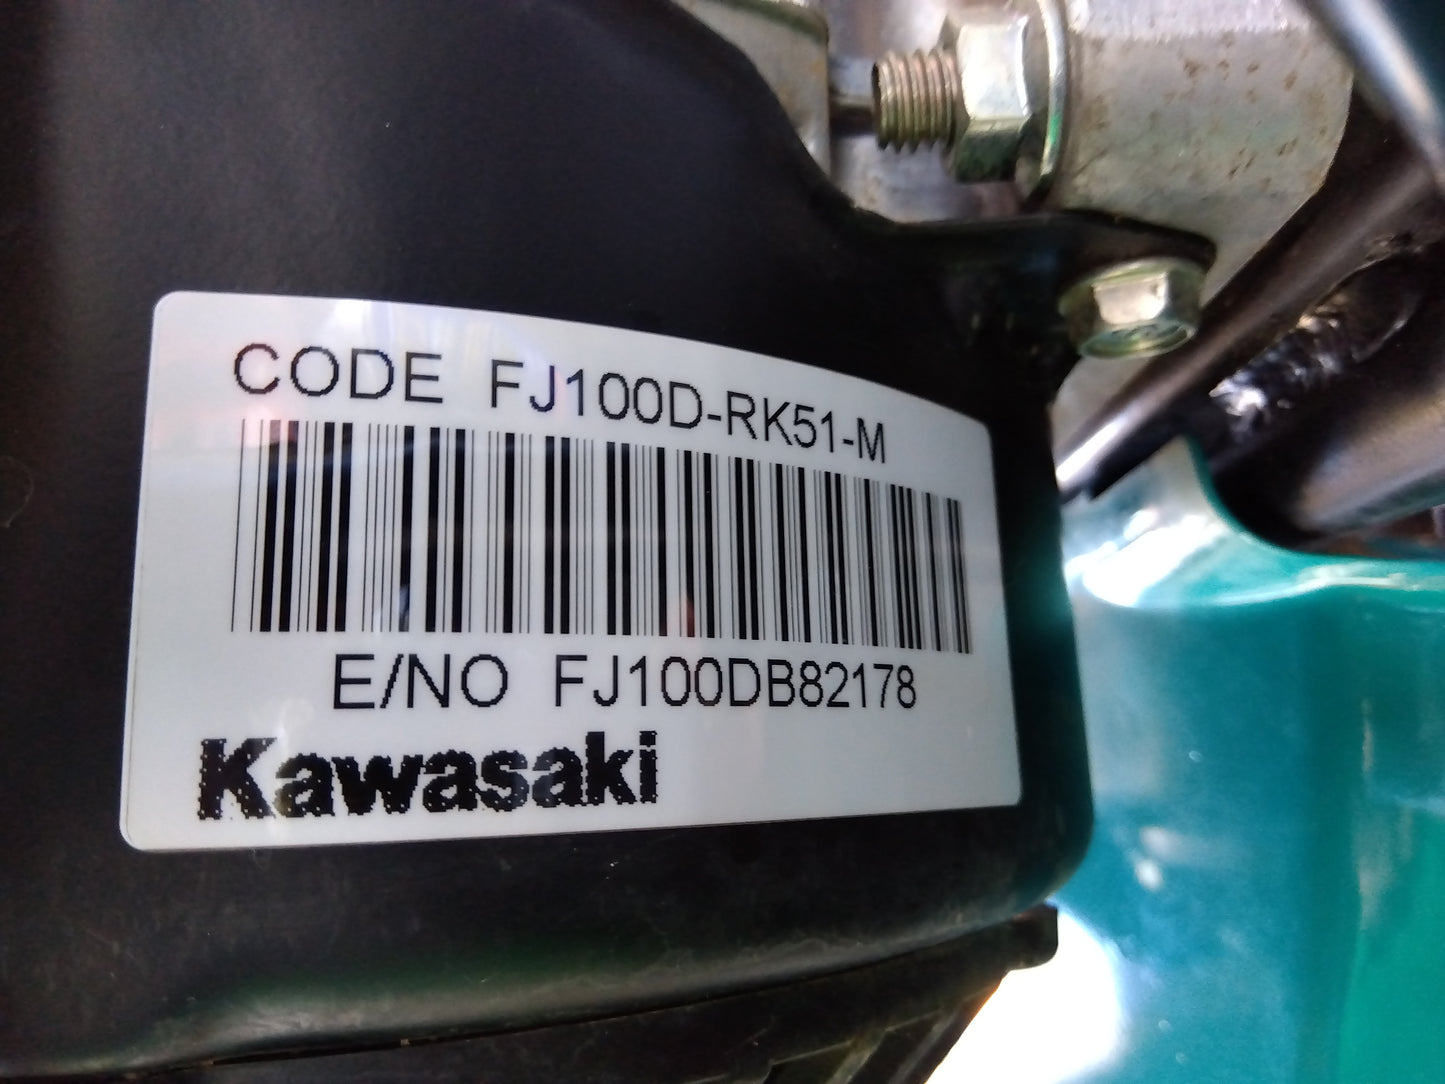 CODE FJ100D-RK51-M
E/NO FJ100DB82178
Kawasaki